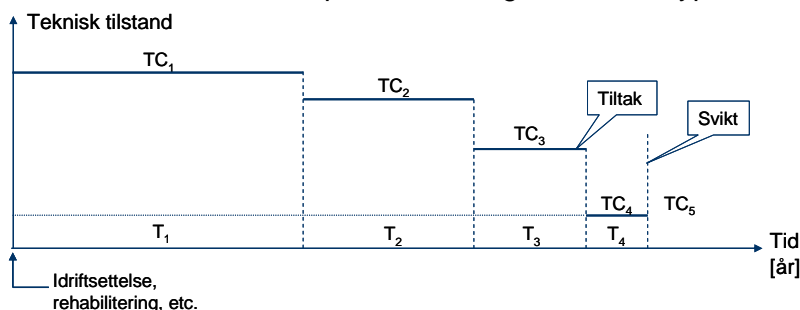 Teknisk tilstand
TC1
TC2
Tiltak
TC3
Svikt
TC4 TC5
T1 T2 T3 T4
Tid
[år]
Idriftsettelse,
rehabilitering, etc.